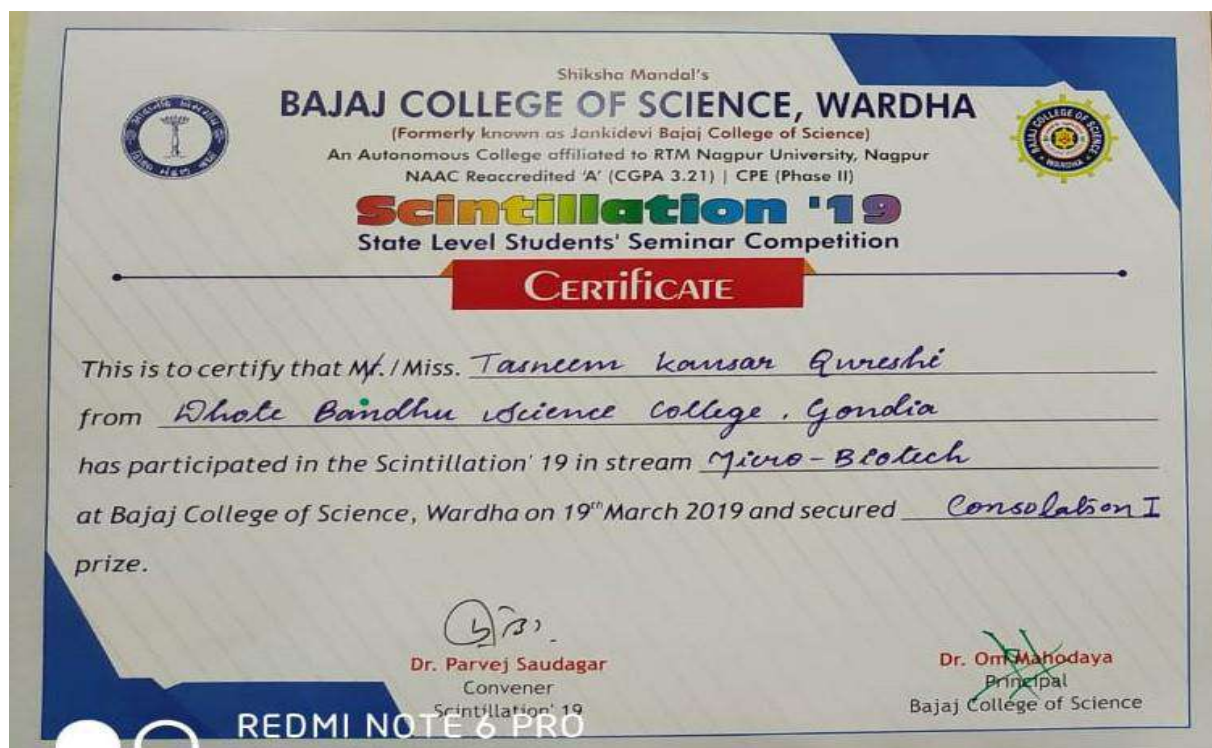 Shiksha Mandal's
BAJAJ COLLEGE OF SCIENCE, WARDHA
(Formerly known as Jankidevi Bajaj College of Science)
An Autonomous College affiliated to RTM Nagpur University, Nagpur
NAAC Reaccredited 'A' (CGPA 3.21) | CPE (Phase II)
BAJAJ COLLEGE OF SCIENCE
WARDHA
Scintillation '19
State Level Students' Seminar Competition
CERTIFICATE
This is to certify that Mr. / Miss. Tasneem Kausar Qureshi
from Dhote Bandhu Science College, Gondia
has participated in the Scintillation' 19 in stream Micro-Biotech
at Bajaj College of Science, Wardha on 19th March 2019 and secured Consolation I
prize.
Dr. Parvej Saudagar
Convener
Scintillation' 19
Dr. Om Mahodaya
Principal
Bajaj College of Science
REDMI NOTE 6 PRO